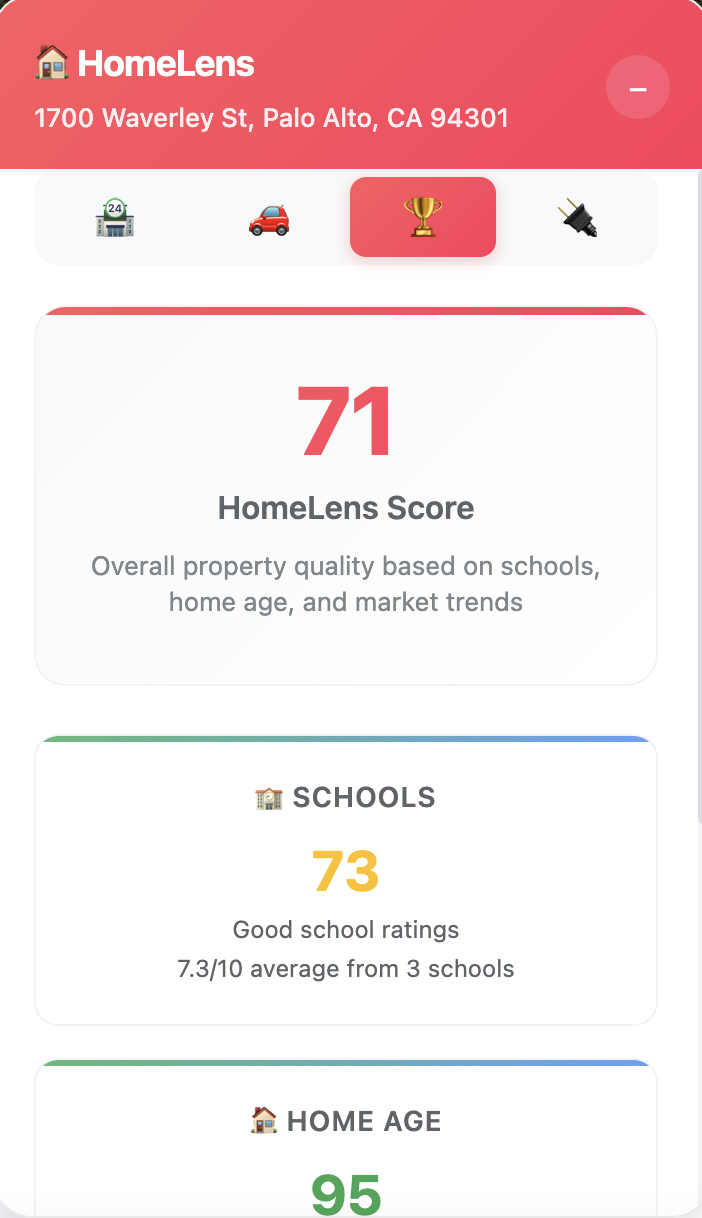 HomeLens
1700 Waverley St, Palo Alto, CA 94301
24
71
HomeLens Score
Overall property quality based on schools,
home age, and market trends
SCHOOLS
73
Good school ratings
7.3/10 average from 3 schools
HOME AGE
95